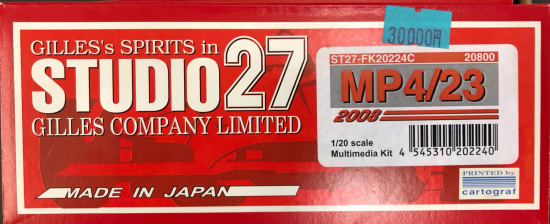 30000円
GILLES's SPIRITS in
STUDIO27
GILLES COMPANY LIMITED
MADE IN JAPAN
ST27-FK20224C 20800
MP4/23
2008
1/20 scale
Multimedia Kit 4 545310 202240
PRINTED by
cartograf